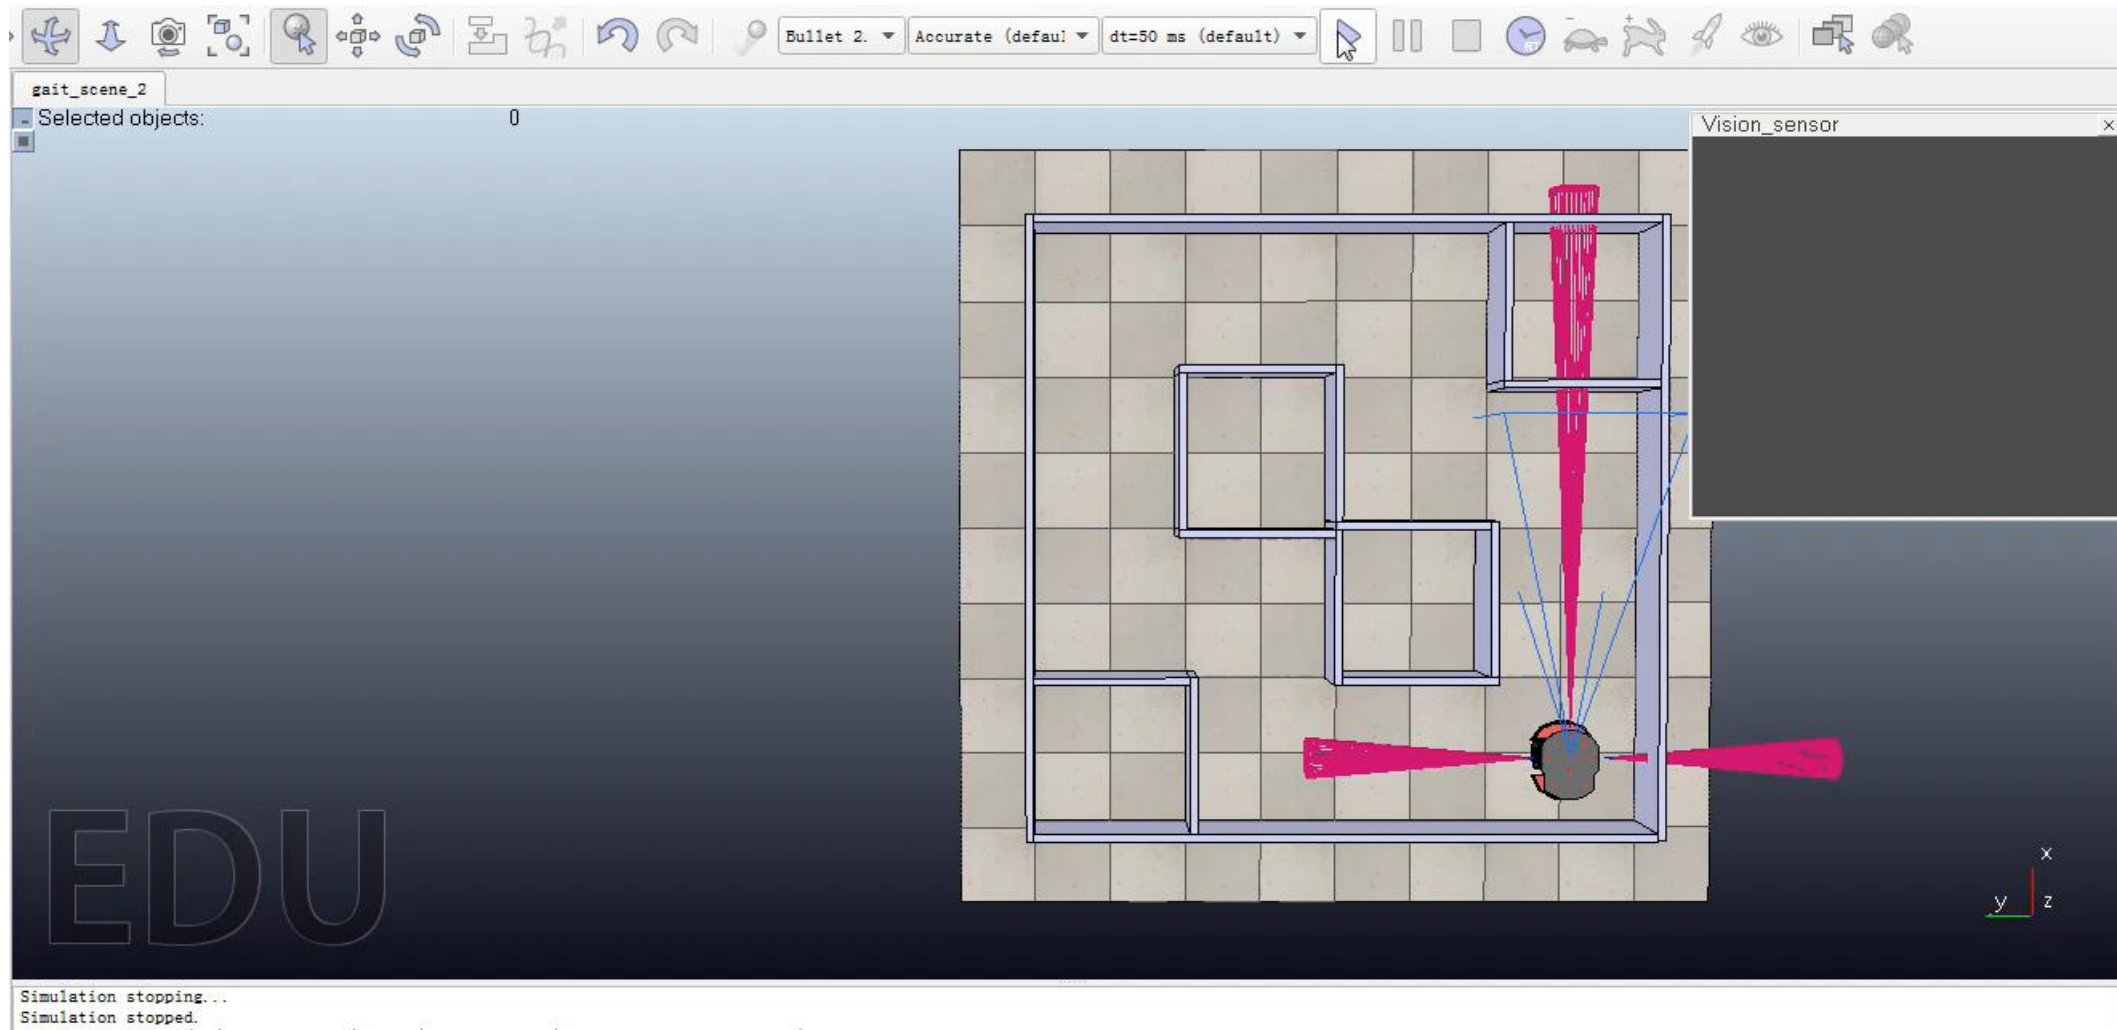 Bullet 2. Accurate (defaul dt=50 ms (default)
gait_scene_2
Selected objects: 0
Vision_sensor
EDU
x
y z
Simulation stopping...
Simulation stopped.